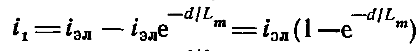 i₁ = iэл − iэл e^(−d/Lm) = iэл (1 − e^(−d/Lm))